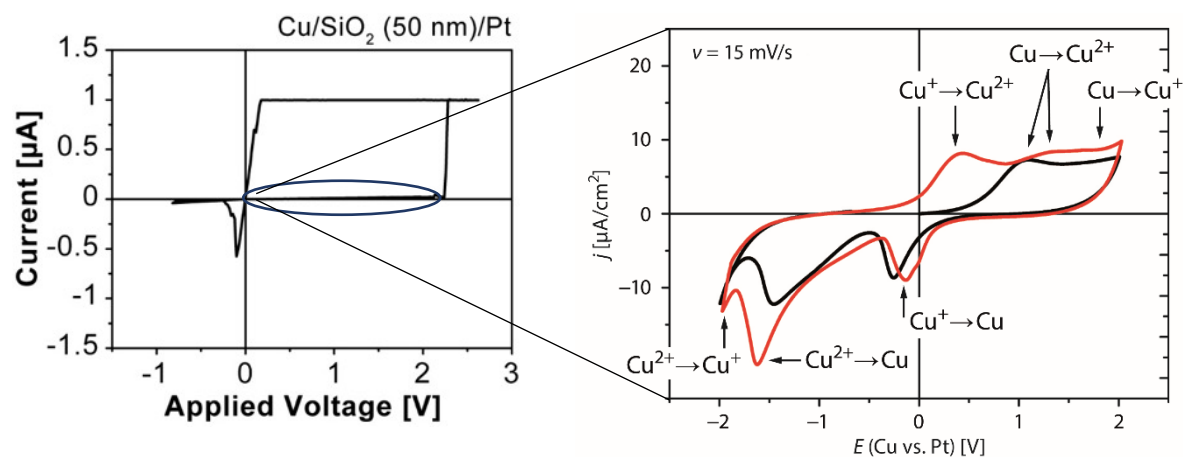 Cu/SiO₂ (50 nm)/Pt
1.5
1
0.5
0
-0.5
-1
-1.5
-1
0
1
2
3
Current [µA]
Applied Voltage [V]
ν = 15 mV/s
Cu→Cu²⁺
Cu⁺→Cu²⁺
Cu→Cu⁺
20
10
0
−10
j [µA/cm²]
Cu⁺→Cu
Cu²⁺→Cu⁺
Cu²⁺→Cu
−2
−1
0
1
2
E (Cu vs. Pt) [V]